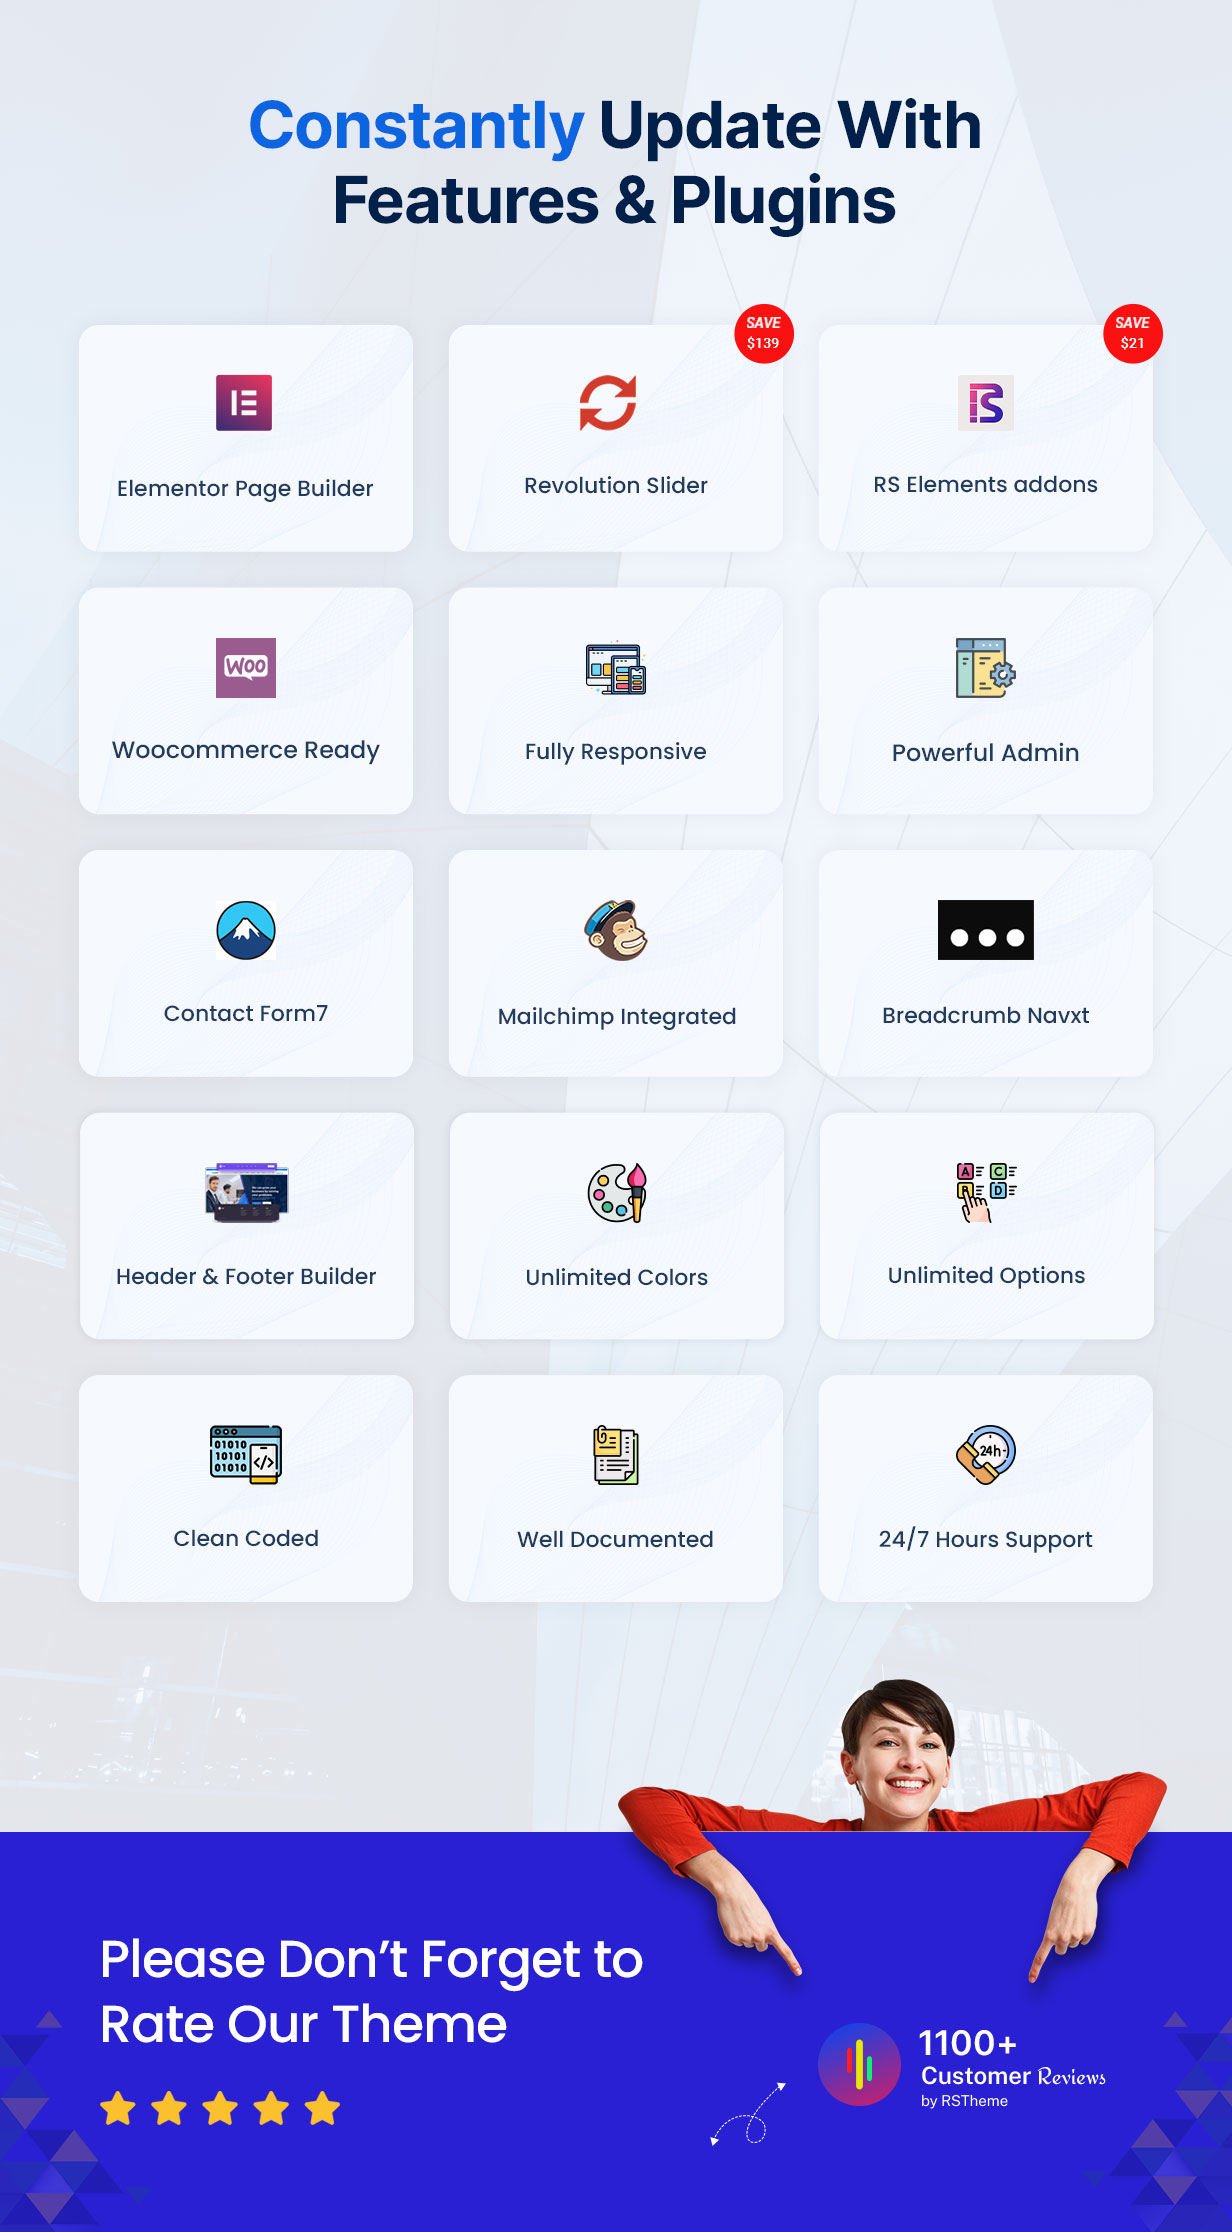 Constantly Update With
Features & Plugins
SAVE
$139
SAVE
$21
Elementor Page Builder
Revolution Slider
RS Elements addons
WOO
Woocommerce Ready
Fully Responsive
Powerful Admin
Contact Form7
Mailchimp Integrated
Breadcrumb Navxt
A C
B D
Header & Footer Builder
Unlimited Colors
Unlimited Options
01010
10101
01010
</>
24h
Clean Coded
Well Documented
24/7 Hours Support
Please Don't Forget to
Rate Our Theme
1100+
Customer Reviews
by RSTheme